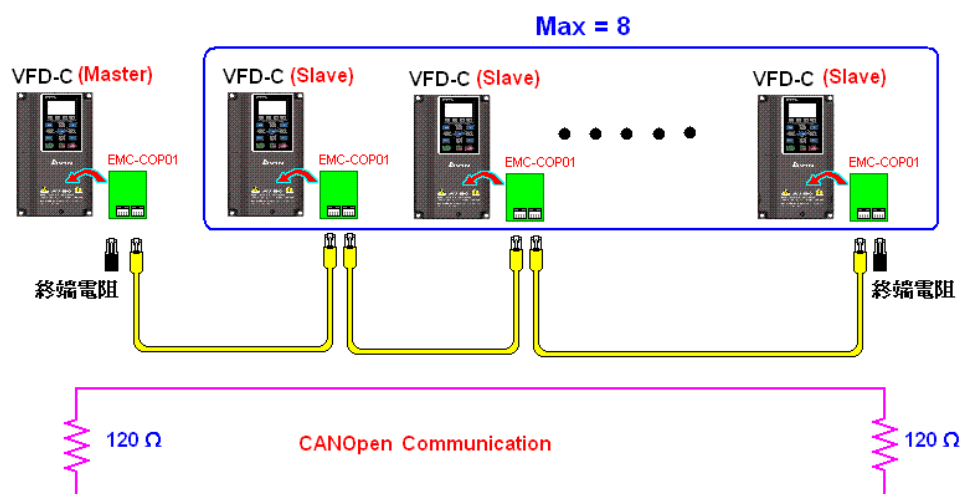 Max = 8
VFD-C (Master)
VFD-C (Slave)
VFD-C (Slave)
VFD-C (Slave)
EMC-COP01
EMC-COP01
EMC-COP01
EMC-COP01
終端電阻
終端電阻
120 Ω
CANOpen Communication
120 Ω